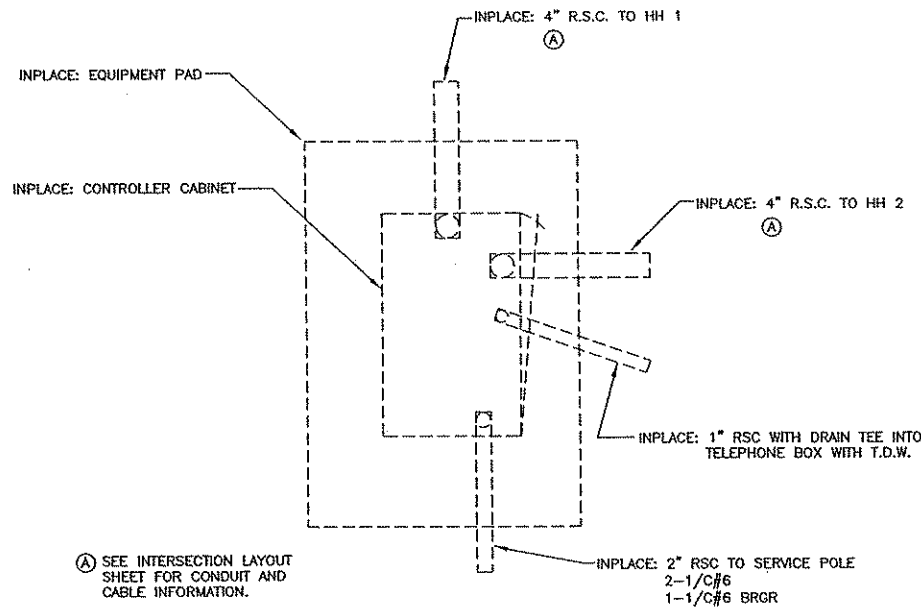 INPLACE: 4" R.S.C. TO HH 1
A
INPLACE: EQUIPMENT PAD
INPLACE: CONTROLLER CABINET
INPLACE: 4" R.S.C. TO HH 2
A
INPLACE: 1" RSC WITH DRAIN TEE INTO
TELEPHONE BOX WITH T.D.W.
A SEE INTERSECTION LAYOUT
SHEET FOR CONDUIT AND
CABLE INFORMATION.
INPLACE: 2" RSC TO SERVICE POLE
2-1/C#6
1-1/C#6 BRGR